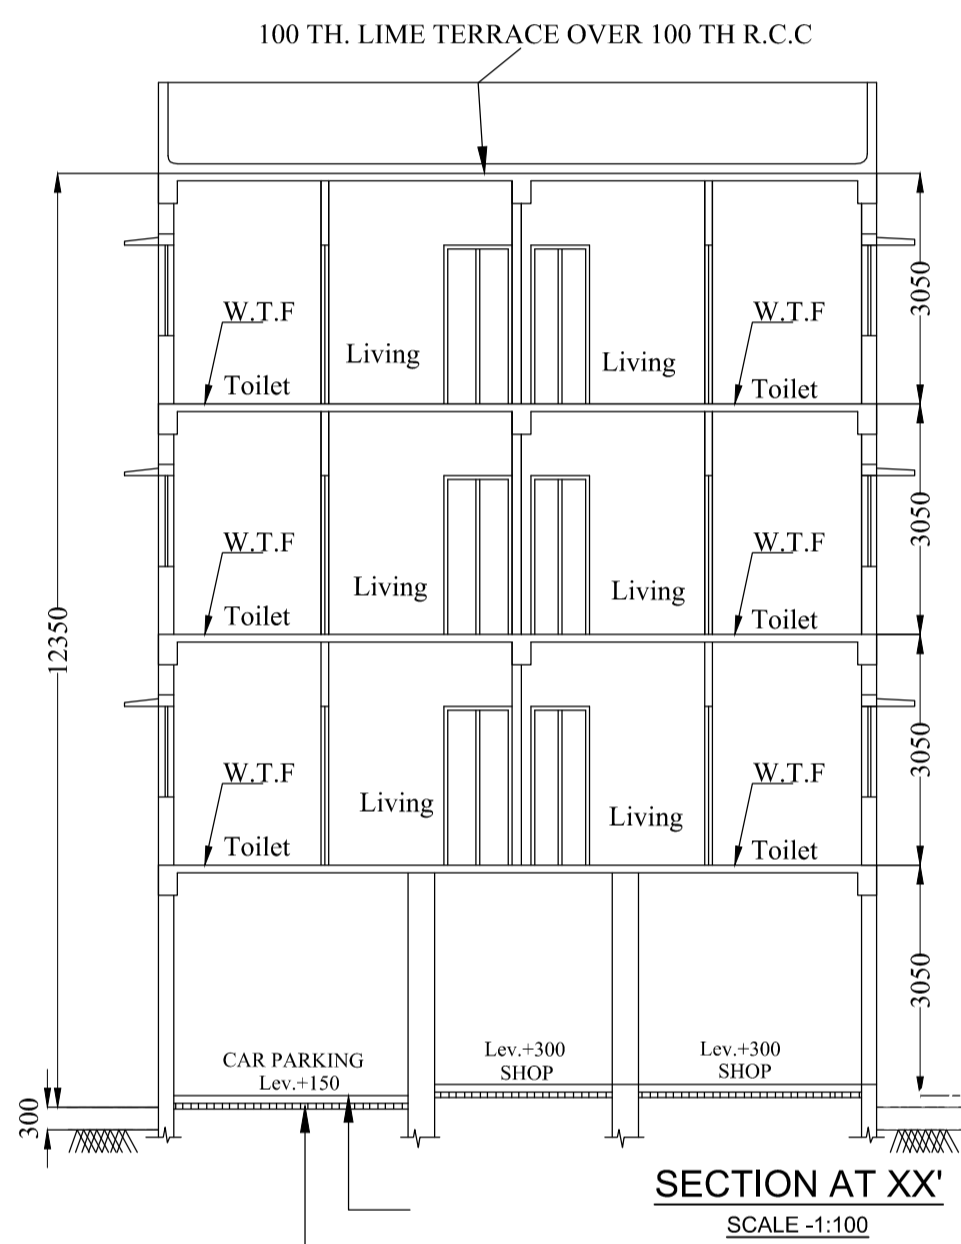 100 TH. LIME TERRACE OVER 100 TH R.C.C
3050
W.T.F
W.T.F
Living
Living
Toilet
Toilet
3050
W.T.F
W.T.F
Living
Living
Toilet
Toilet
12350
3050
W.T.F
W.T.F
Living
Living
Toilet
Toilet
3050
Lev.+300
SHOP
Lev.+300
SHOP
CAR PARKING
Lev.+150
300
SECTION AT XX'
SCALE -1:100